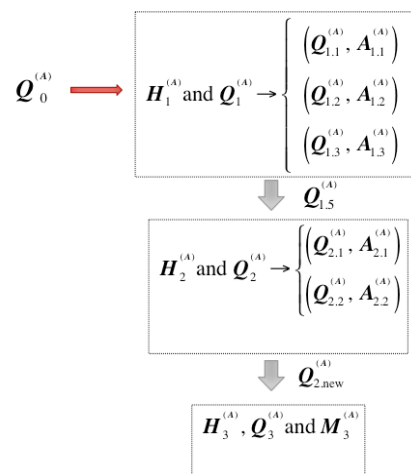 Q_0^(A)
(Q_1.1^(A), A_1.1^(A))
H_1^(A) and Q_1^(A) → { (Q_1.2^(A), A_1.2^(A))
(Q_1.3^(A), A_1.3^(A))
Q_1.5^(A)
(Q_2.1^(A), A_2.1^(A))
H_2^(A) and Q_2^(A) → {
(Q_2.2^(A), A_2.2^(A))
Q_2.new^(A)
H_3^(A), Q_3^(A) and M_3^(A)